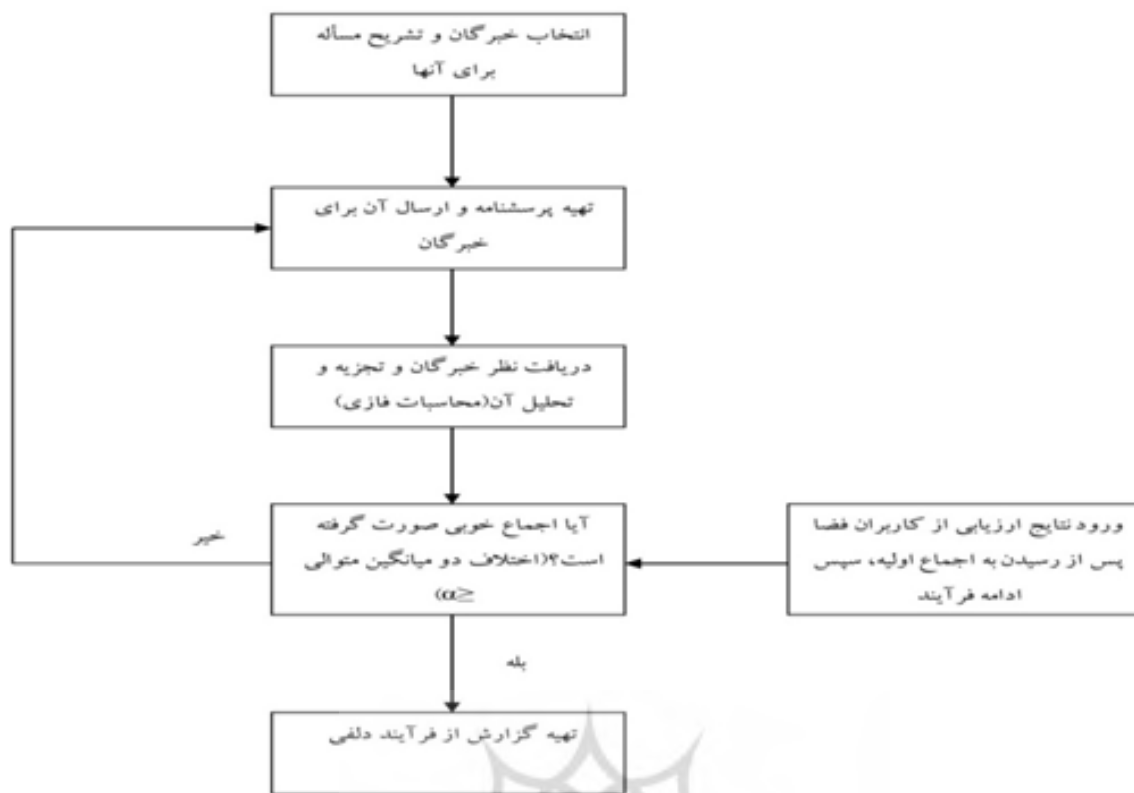 انتخاب خبرگان و تشریح مسأله
برای آنها
تهیه پرسشنامه و ارسال آن برای
خبرگان
دریافت نظر خبرگان و تجزیه و
تحلیل آن(محاسبات فازی)
آیا اجماع خوبی صورت گرفته
است؟(اختلاف دو میانگین متوالی
≤α)
خیر
ورود نتایج ارزیابی از کاربران فضا
پس از رسیدن به اجماع اولیه، سپس
ادامه فرآیند
بله
تهیه گزارش از فرآیند دلفی